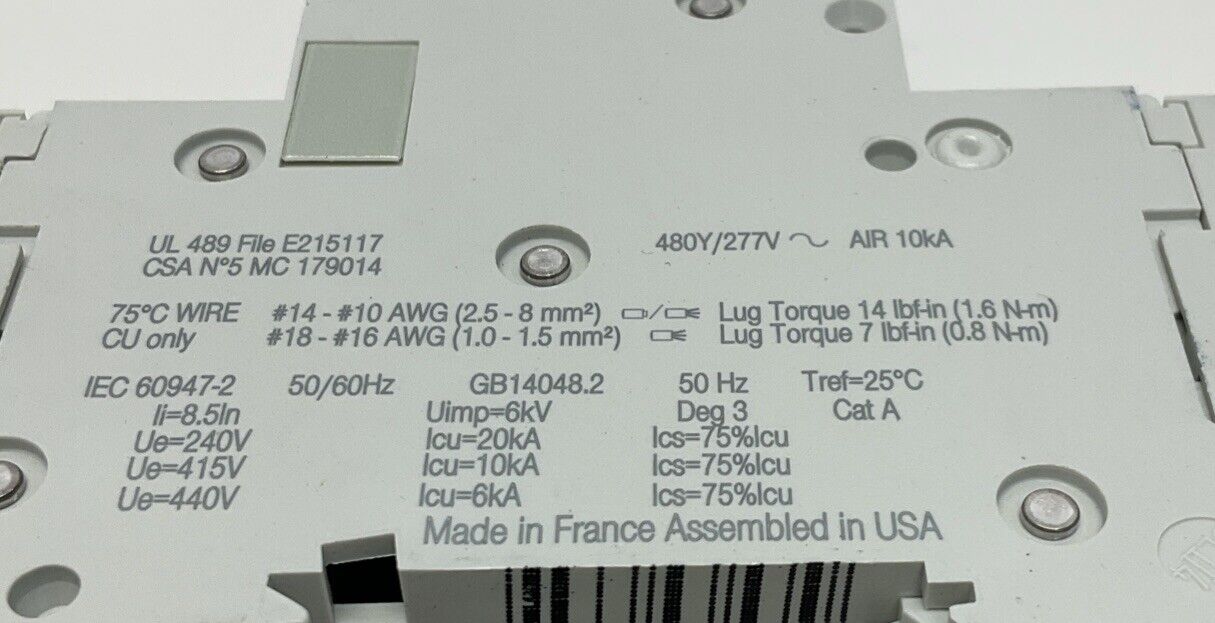 UL 489 File E215117
CSA N°5 MC 179014
480Y/277V ~ AIR 10kA
75°C WIRE #14 - #10 AWG (2.5 - 8 mm²) / Lug Torque 14 lbf-in (1.6 N-m)
CU only #18 - #16 AWG (1.0 - 1.5 mm²) Lug Torque 7 lbf-in (0.8 N-m)
IEC 60947-2 50/60Hz GB14048.2 50 Hz Tref=25°C
Ii=8.5In Uimp=6kV Deg 3 Cat A
Ue=240V Icu=20kA Ics=75%Icu
Ue=415V Icu=10kA Ics=75%Icu
Ue=440V Icu=6kA Ics=75%Icu
Made in France Assembled in USA